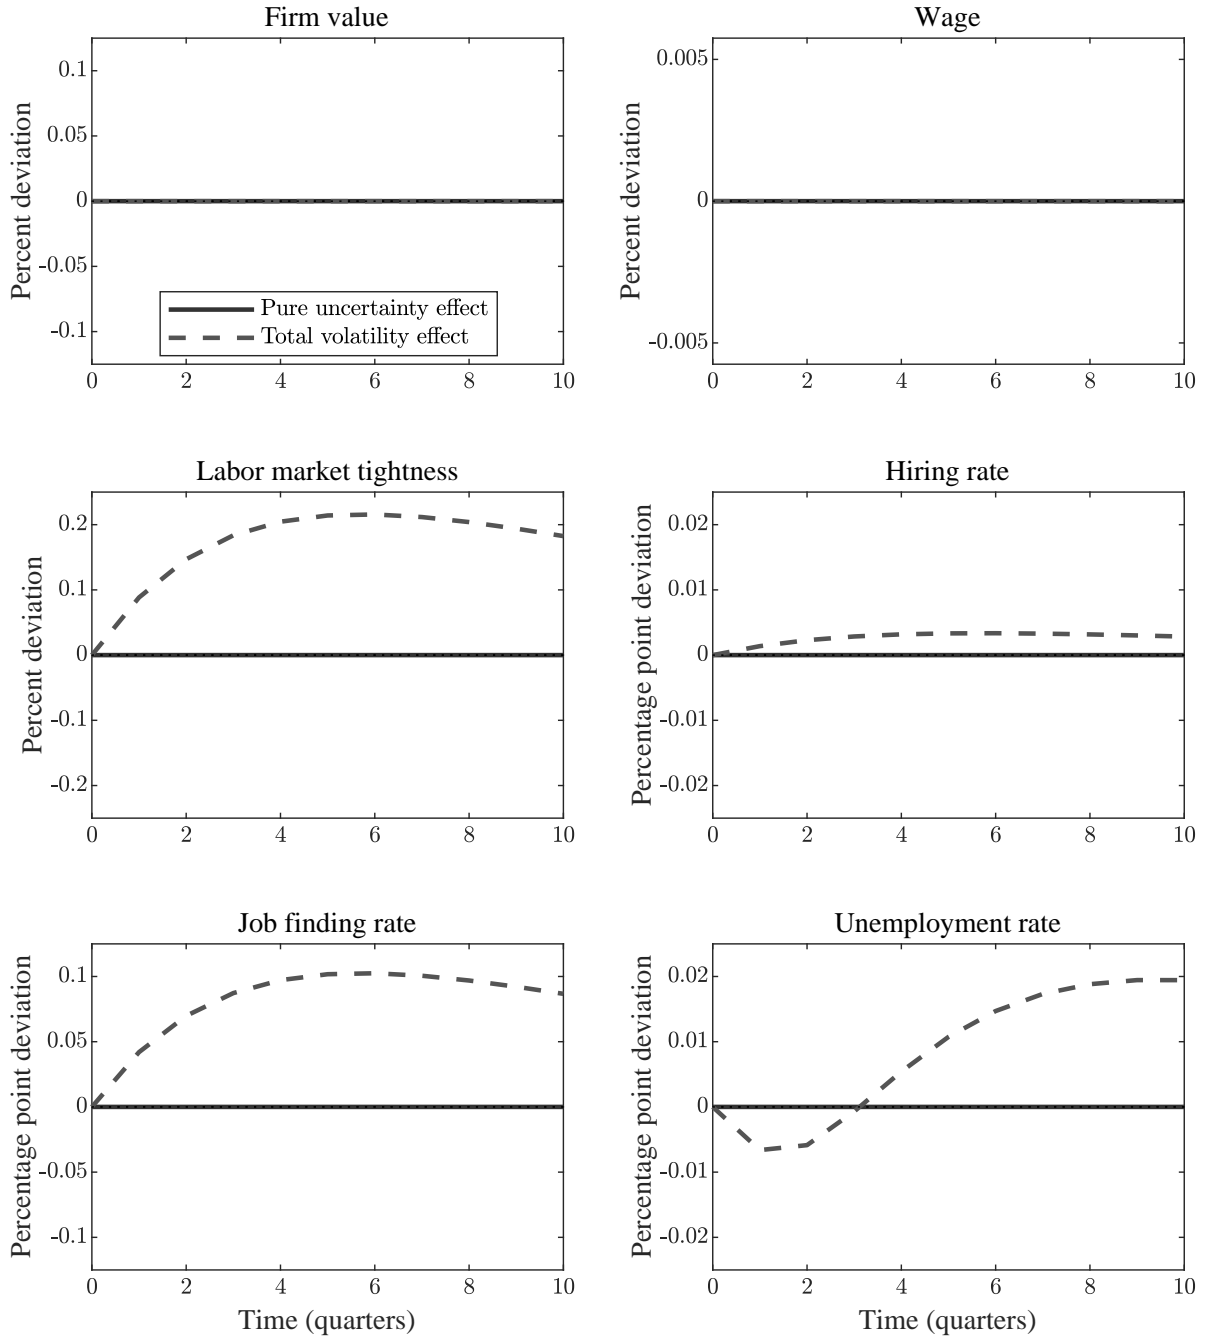 Firm value
Percent deviation
0.1
0.05
0
-0.05
-0.1
Pure uncertainty effect
Total volatility effect
0 2 4 6 8 10
Wage
Percent deviation
0.005
0
-0.005
0 2 4 6 8 10
Labor market tightness
Percent deviation
0.2
0.1
0
-0.1
-0.2
0 2 4 6 8 10
Hiring rate
Percentage point deviation
0.02
0.01
0
-0.01
-0.02
0 2 4 6 8 10
Job finding rate
Percentage point deviation
0.1
0.05
0
-0.05
-0.1
0 2 4 6 8 10
Time (quarters)
Unemployment rate
Percentage point deviation
0.02
0.01
0
-0.01
-0.02
0 2 4 6 8 10
Time (quarters)